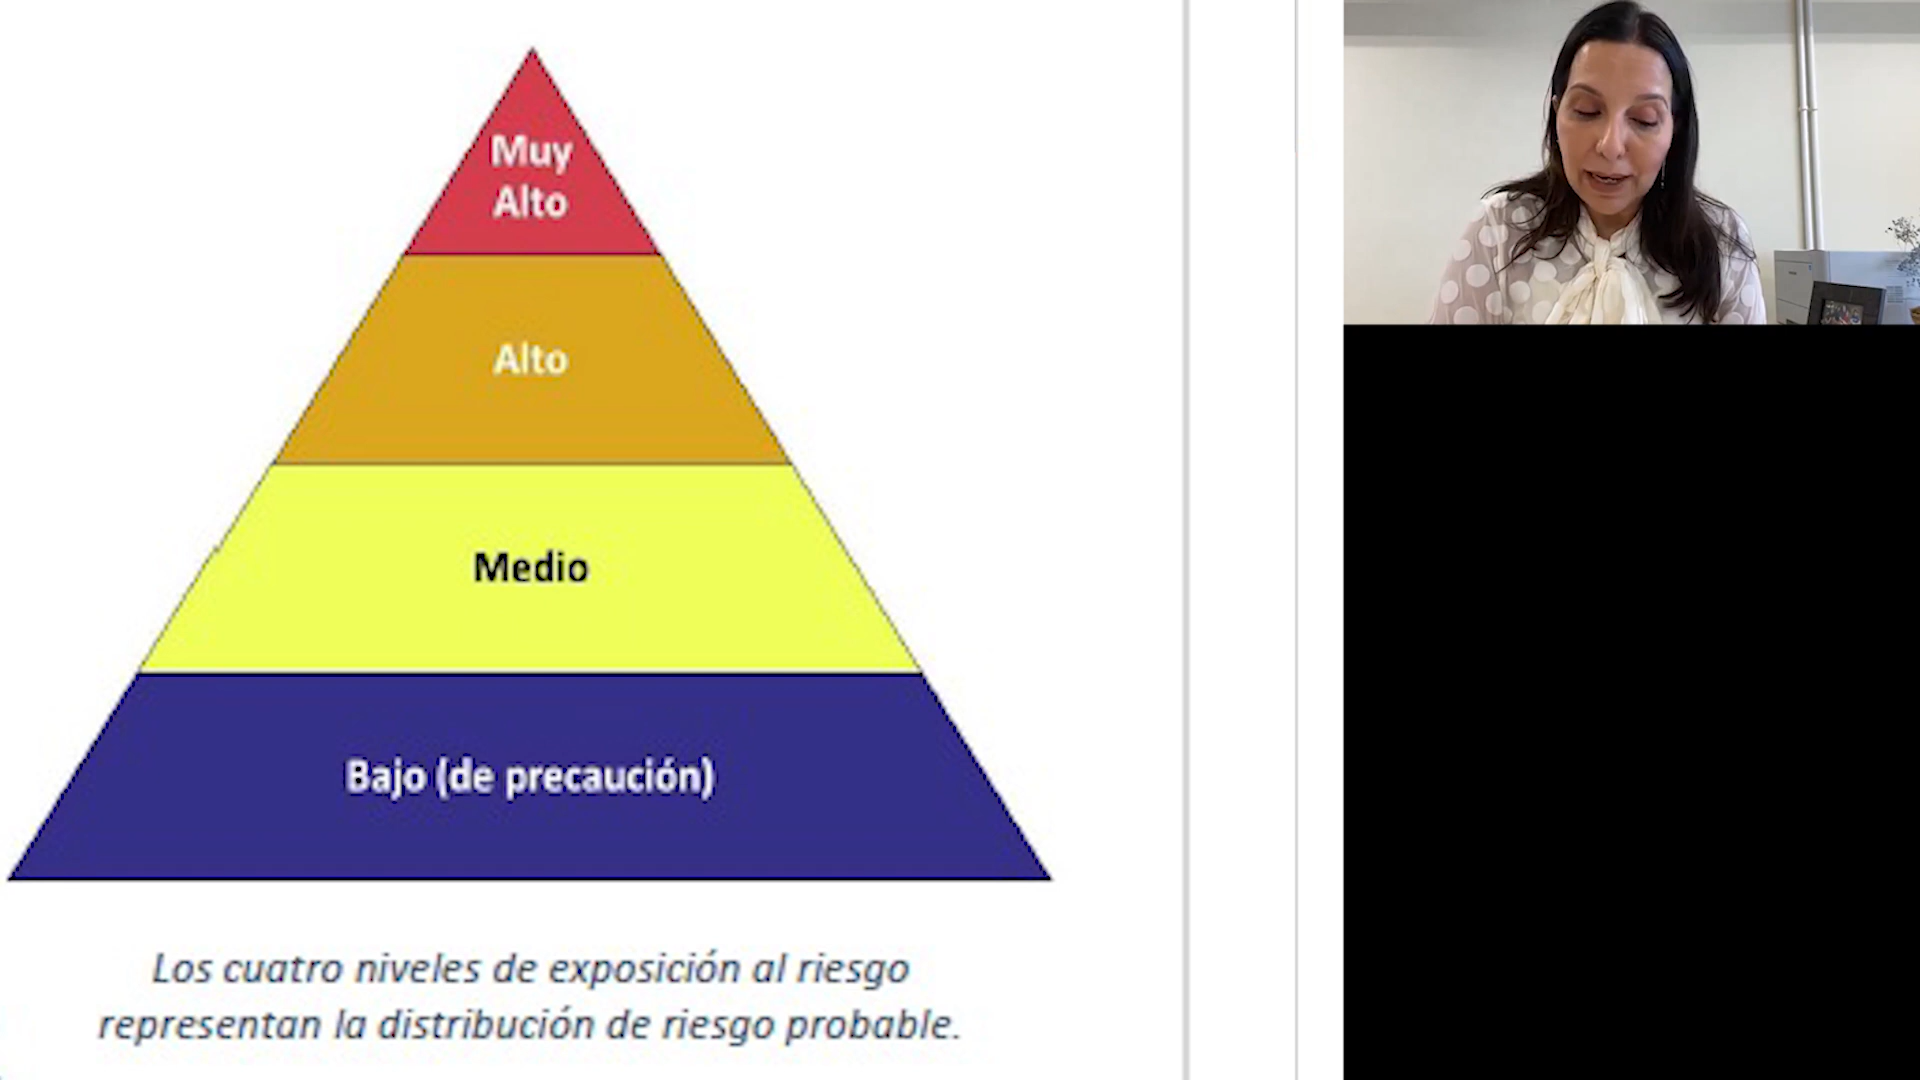 Muy
Alto
Alto
Medio
Bajo (de precaución)
Los cuatro niveles de exposición al riesgo
representan la distribución de riesgo probable.